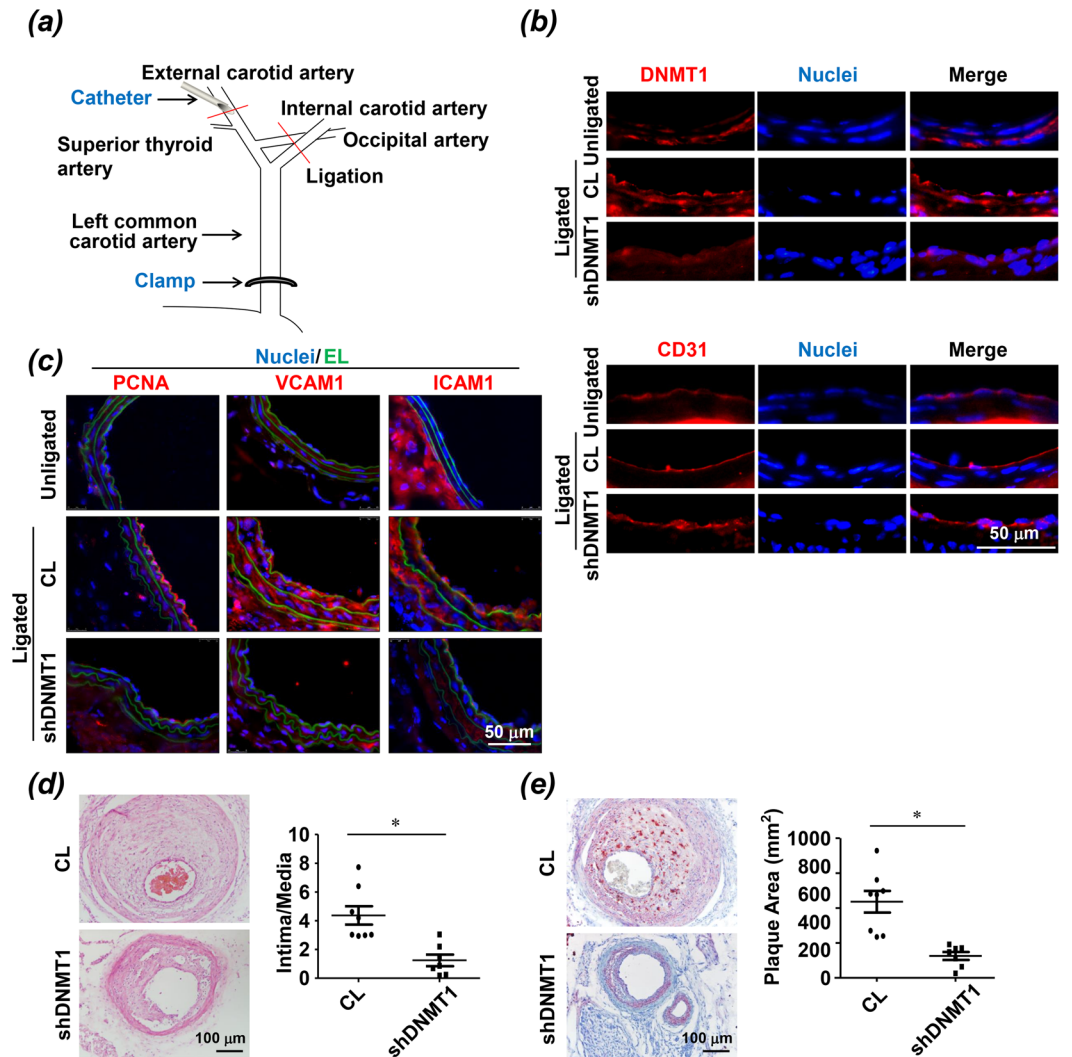 (a)
External carotid artery
Catheter
Internal carotid artery
Occipital artery
Superior thyroid
artery
Ligation
Left common
carotid artery
Clamp
(b)
DNMT1 Nuclei Merge
Unligated
Ligated
CL
shDNMT1
CD31 Nuclei Merge
Unligated
Ligated
CL
shDNMT1
50 μm
(c)
Nuclei/EL
PCNA VCAM1 ICAM1
Unligated
Ligated
CL
shDNMT1
50 μm
(d)
CL
shDNMT1
100 μm
Intima/Media
10
8
6
4
2
0
*
CL
shDNMT1
(e)
CL
shDNMT1
100 μm
Plaque Area (mm²)
1000
800
600
400
200
0
*
CL
shDNMT1